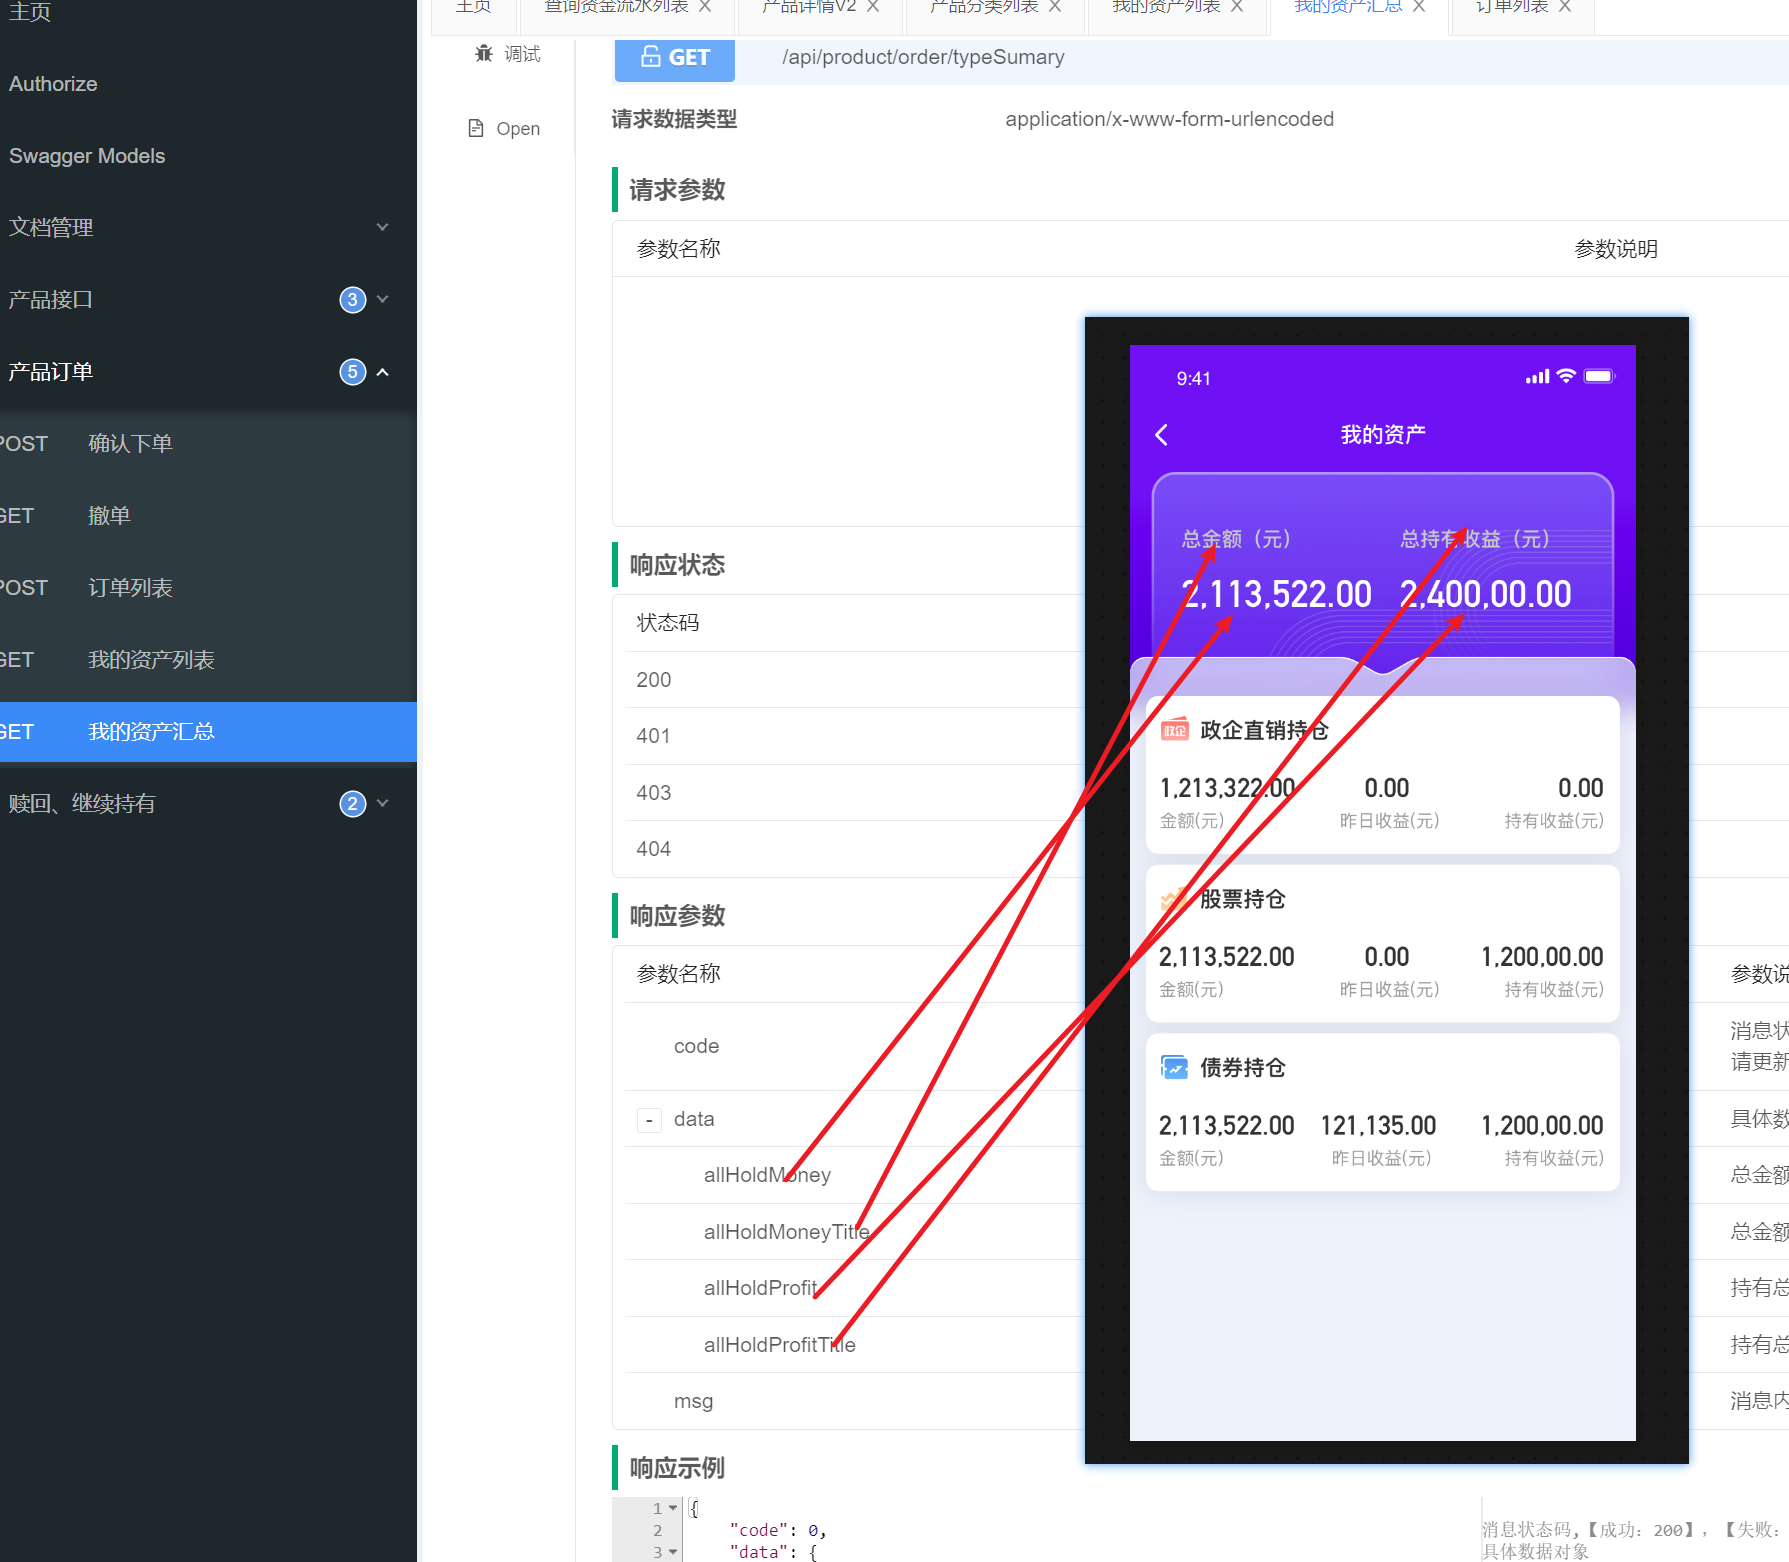 主页
Authorize
Swagger Models
文档管理
产品接口 3
产品订单 5
POST 确认下单
GET 撤单
POST 订单列表
GET 我的资产列表
GET 我的资产汇总
赎回、继续持有 2
主页 查询资金流水列表 X 产品详情V2 X 产品分类列表 X 我的资产列表 X 我的资产汇总 X 订单列表 X
调试
Open
GET /api/product/order/typeSumary
请求数据类型 application/x-www-form-urlencoded
请求参数
参数名称 参数说明
响应状态
状态码
200
401
403
404
响应参数
参数名称 参数说
code 消息状
请更新
- data 具体数
allHoldMoney 总金额
allHoldMoneyTitle 总金额
allHoldProfit 持有总
allHoldProfitTitle 持有总
msg 消息内
响应示例
1 {
2 "code": 0, 消息状态码,【成功: 200】, 【失败:
3 "data": { 具体数据对象
9:41
我的资产
总金额（元） 总持有收益（元）
2,113,522.00 2,400,00.00
政企 政企直销持仓
1,213,322.00 0.00 0.00
金额(元) 昨日收益(元) 持有收益(元)
股票持仓
2,113,522.00 0.00 1,200,00.00
金额(元) 昨日收益(元) 持有收益(元)
债券持仓
2,113,522.00 121,135.00 1,200,00.00
金额(元) 昨日收益(元) 持有收益(元)